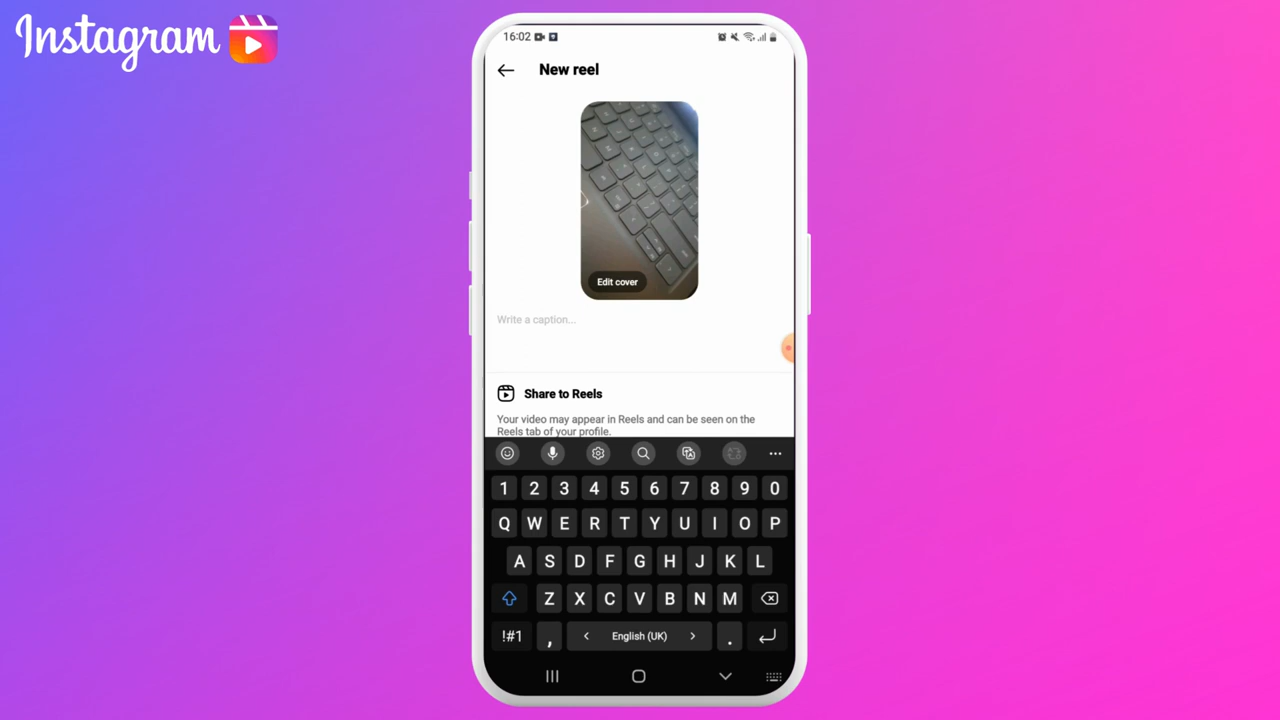 Instagram
16:02
New reel
Edit cover
Write a caption...
Share to Reels
Your video may appear in Reels and can be seen on the
Reels tab of your profile.
1 2 3 4 5 6 7 8 9 0
Q W E R T Y U I O P
A S D F G H J K L
Z X C V B N M
!#1 , < English (UK) > .